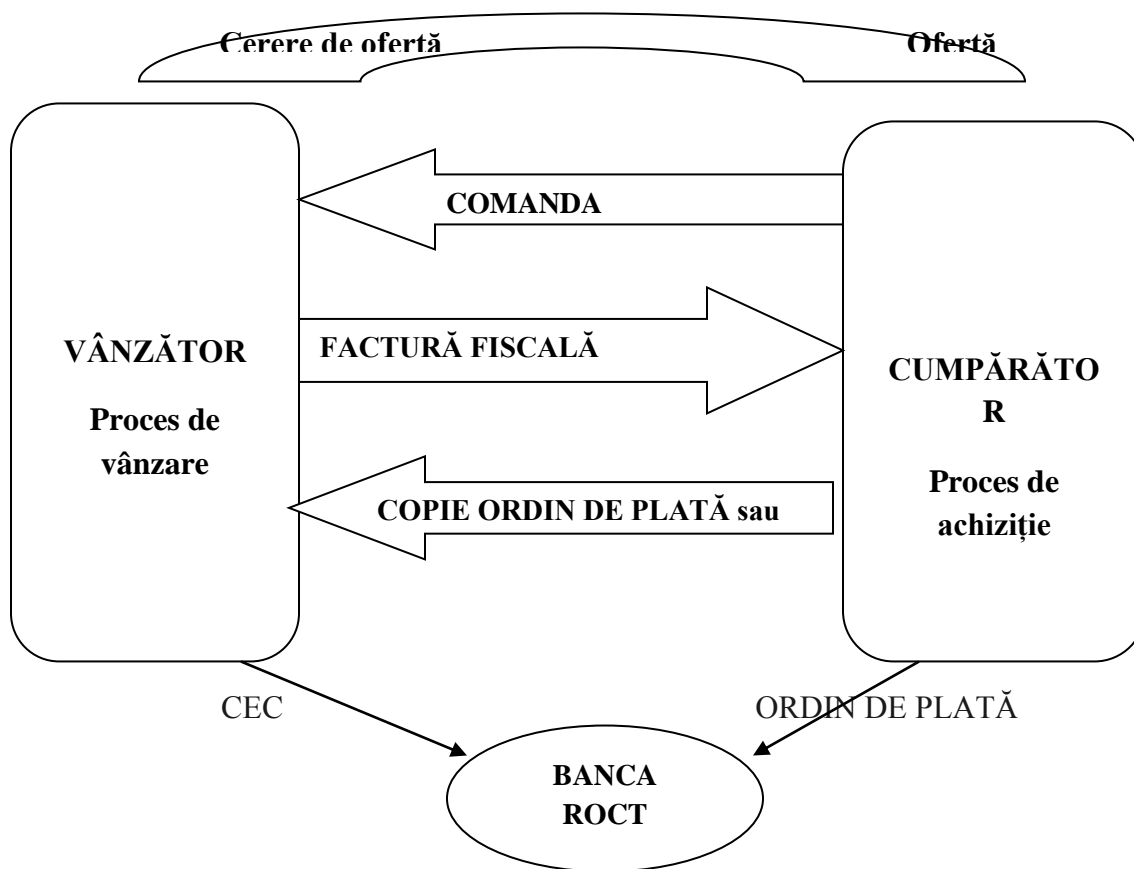 Cerere de ofertă
Ofertă
COMANDA
VÂNZĂTOR
FACTURĂ FISCALĂ
CUMPĂRĂTO
R
Proces de
vânzare
COPIE ORDIN DE PLATĂ sau
Proces de
achiziție
CEC
ORDIN DE PLATĂ
BANCA
ROCT